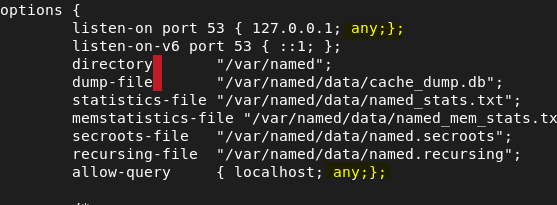 options {
listen-on port 53 { 127.0.0.1; any;};
listen-on-v6 port 53 { ::1; };
directory "/var/named";
dump-file "/var/named/data/cache_dump.db";
statistics-file "/var/named/data/named_stats.txt";
memstatistics-file "/var/named/data/named_mem_stats.tx
secroots-file "/var/named/data/named.secroots";
recursing-file "/var/named/data/named.recursing";
allow-query { localhost; any;};
/*